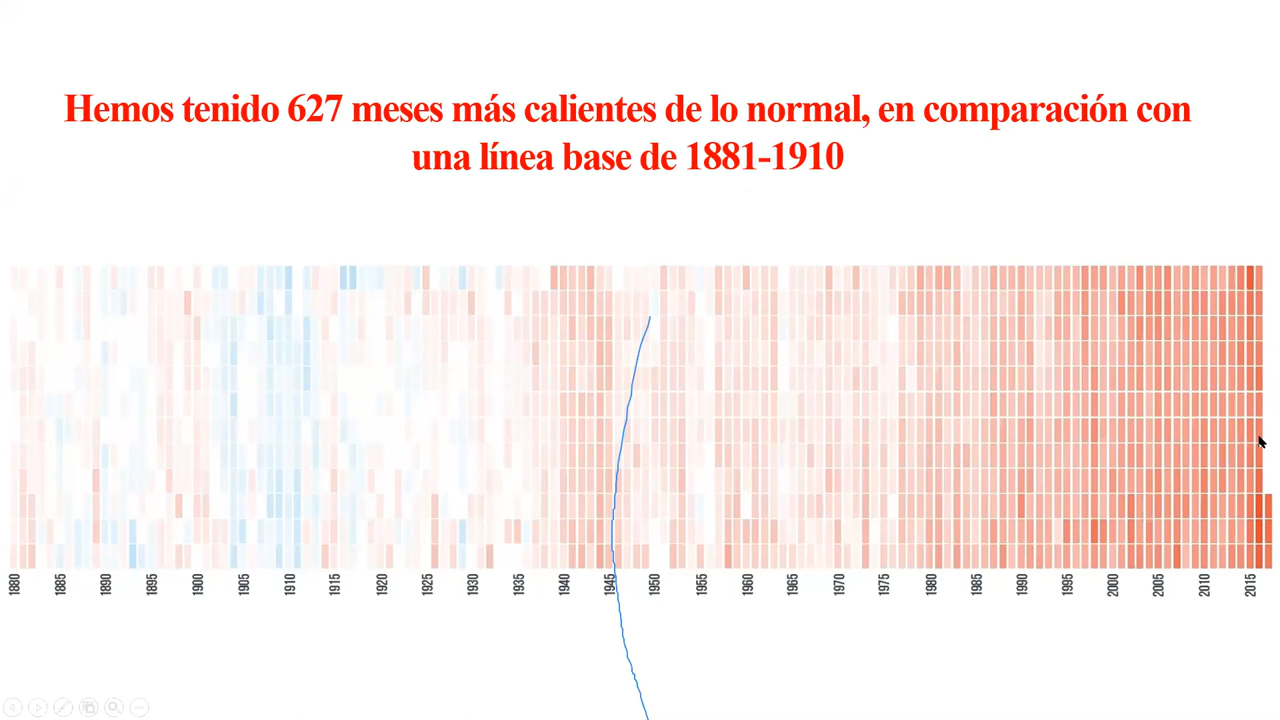 Hemos tenido 627 meses más calientes de lo normal, en comparación con
una línea base de 1881-1910
1880 1885 1890 1895 1900 1905 1910 1915 1920 1925 1930 1935 1940 1945 1950 1955 1960 1965 1970 1975 1980 1985 1990 1995 2000 2005 2010 2015